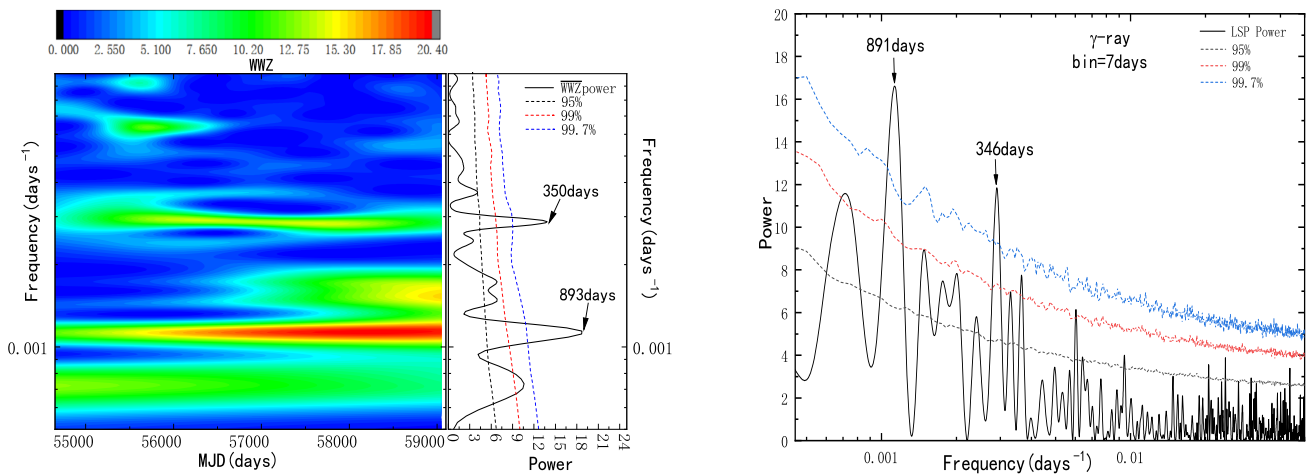 0.000 2.550 5.100 7.650 10.20 12.75 15.30 17.85 20.40
WWZ
Frequency(days⁻¹)
0.001
55000 56000 57000 58000 59000
MJD(days)
WWZpower
95%
99%
99.7%
350days
893days
0 3 6 9 12 15 18 21 24
Power
Frequency(days⁻¹)
0.001
Power
20
18
16
14
12
10
8
6
4
2
0
891days
346days
γ-ray
bin=7days
LSP Power
95%
99%
99.7%
0.001 0.01
Frequency(days⁻¹)